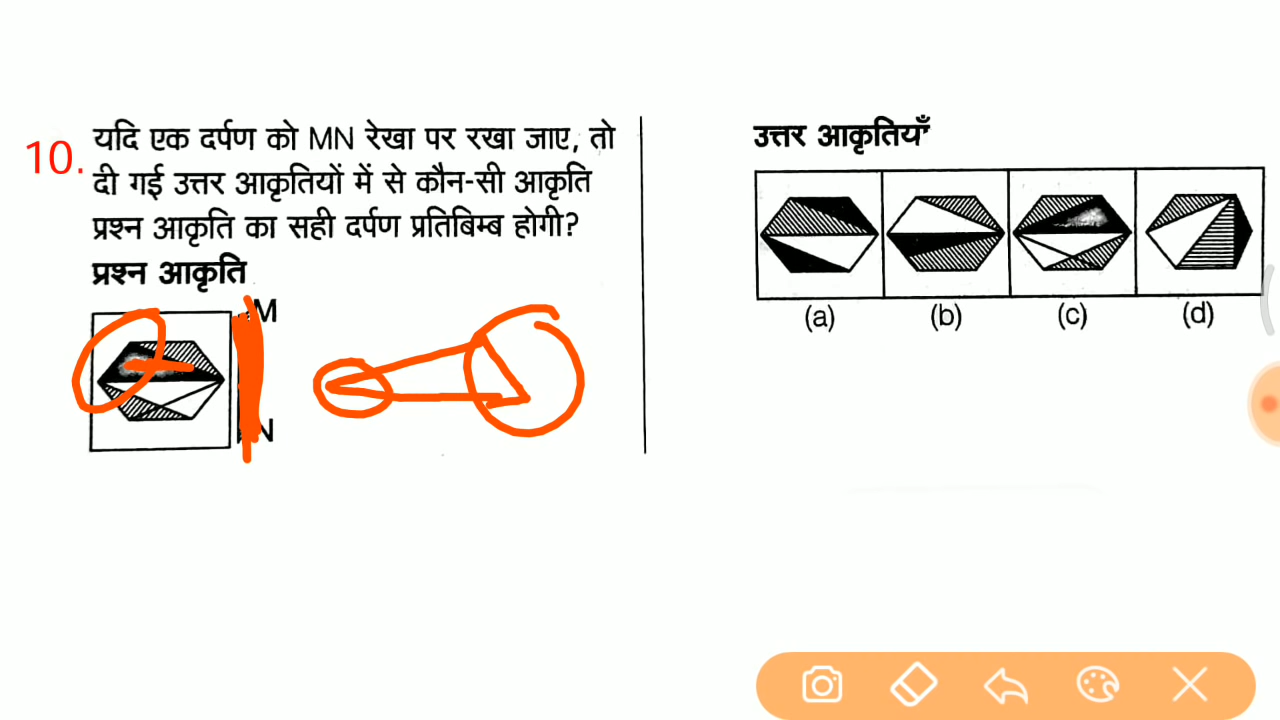 10. यदि एक दर्पण को MN रेखा पर रखा जाए, तो
दी गई उत्तर आकृतियों में से कौन-सी आकृति
प्रश्न आकृति का सही दर्पण प्रतिबिम्ब होगी?
प्रश्न आकृति
M
N
उत्तर आकृतियाँ
(a) (b) (c) (d)